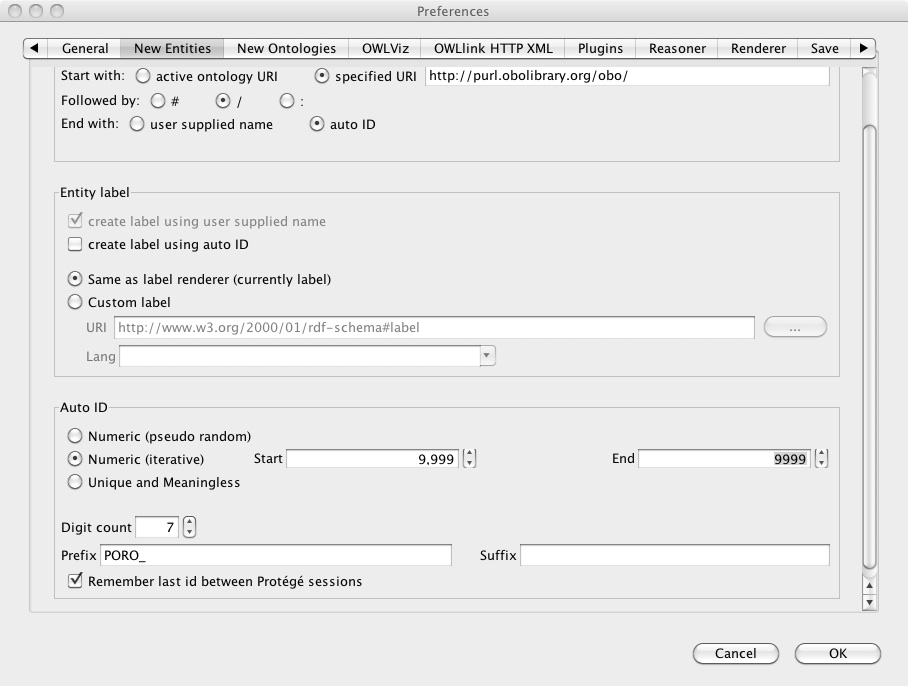 Preferences
General New Entities New Ontologies OWLViz OWLlink HTTP XML Plugins Reasoner Renderer Save
Start with: active ontology URI specified URI http://purl.obolibrary.org/obo/
Followed by: # / :
End with: user supplied name auto ID
Entity label
create label using user supplied name
create label using auto ID
Same as label renderer (currently label)
Custom label
URI http://www.w3.org/2000/01/rdf-schema#label ...
Lang
Auto ID
Numeric (pseudo random)
Numeric (iterative) Start 9,999 End 9999
Unique and Meaningless
Digit count 7
Prefix PORO_ Suffix
Remember last id between Protégé sessions
Cancel OK